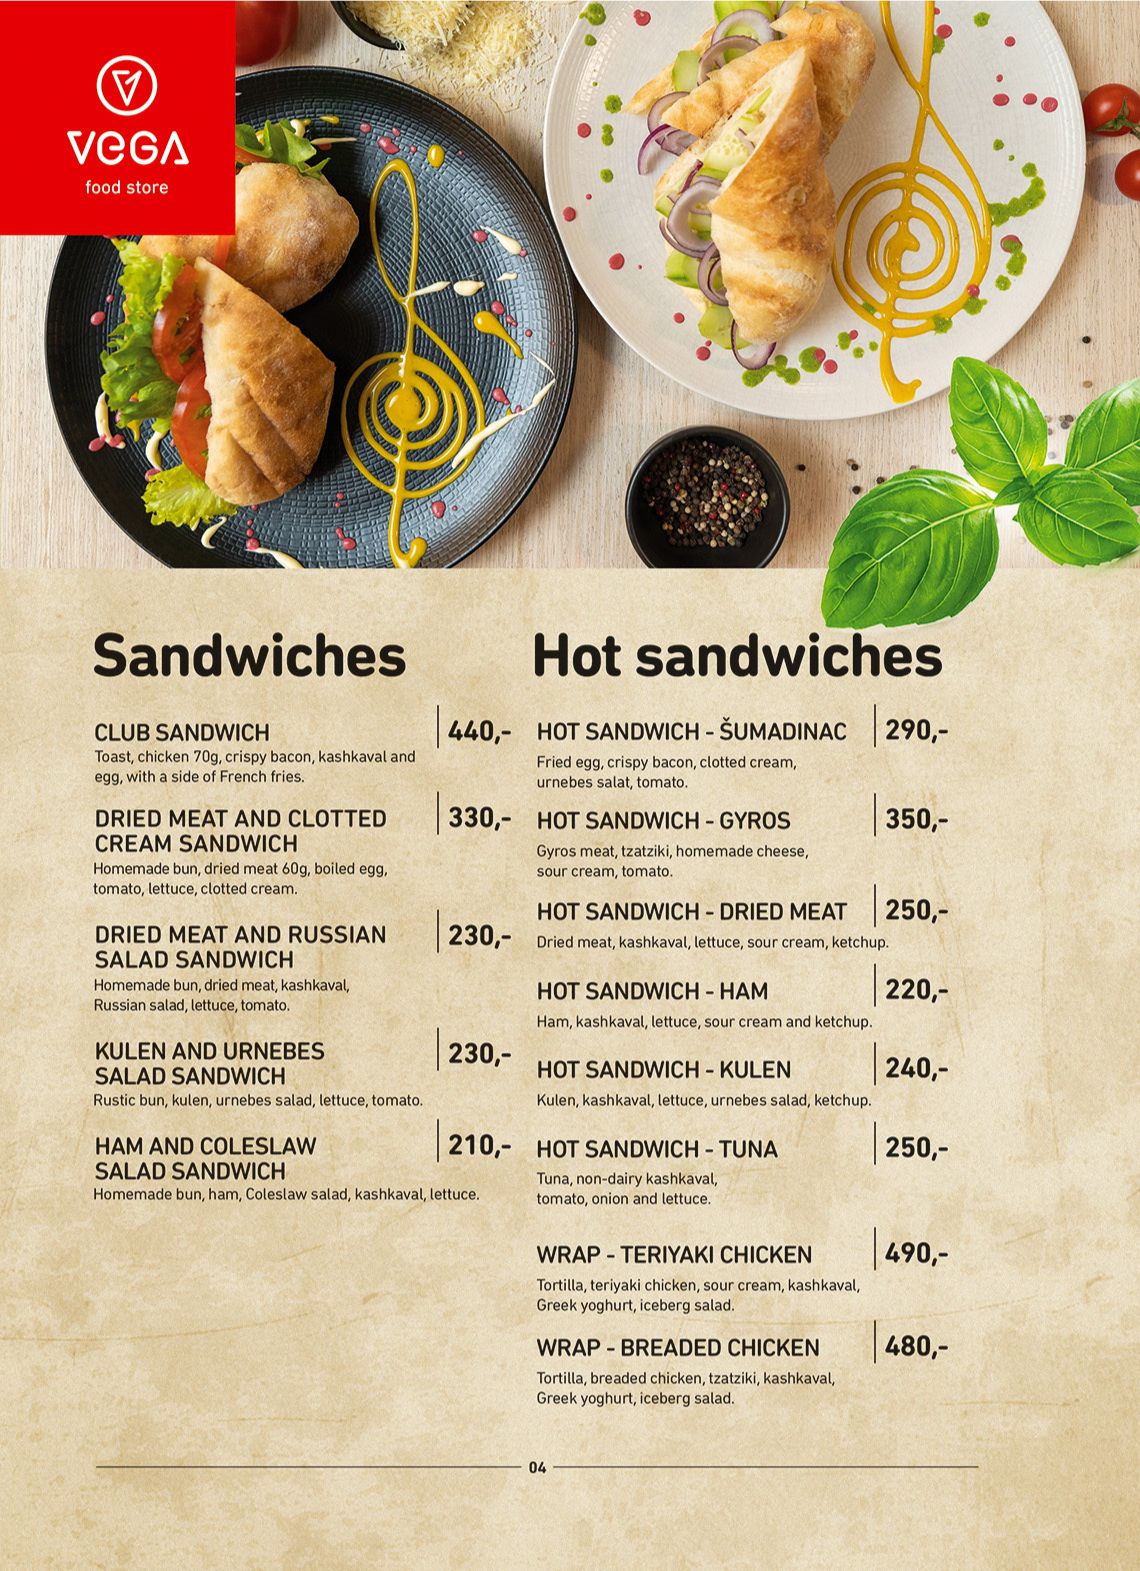 VEGA
food store
Sandwiches
CLUB SANDWICH
440,-
Toast, chicken 70g, crispy bacon, kashkaval and
egg, with a side of French fries.
DRIED MEAT AND CLOTTED
CREAM SANDWICH
330,-
Homemade bun, dried meat 60g, boiled egg,
tomato, lettuce, clotted cream.
DRIED MEAT AND RUSSIAN
SALAD SANDWICH
230,-
Homemade bun, dried meat, kashkaval,
Russian salad, lettuce, tomato.
KULEN AND URNEBES
SALAD SANDWICH
230,-
Rustic bun, kulen, urnebes salad, lettuce, tomato.
HAM AND COLESLAW
SALAD SANDWICH
210,-
Homemade bun, ham, Coleslaw salad, kashkaval, lettuce.
Hot sandwiches
HOT SANDWICH - ŠUMADINAC
290,-
Fried egg, crispy bacon, clotted cream,
urnebes salat, tomato.
HOT SANDWICH - GYROS
350,-
Gyros meat, tzatziki, homemade cheese,
sour cream, tomato.
HOT SANDWICH - DRIED MEAT
250,-
Dried meat, kashkaval, lettuce, sour cream, ketchup.
HOT SANDWICH - HAM
220,-
Ham, kashkaval, lettuce, sour cream and ketchup.
HOT SANDWICH - KULEN
240,-
Kulen, kashkaval, lettuce, urnebes salad, ketchup.
HOT SANDWICH - TUNA
250,-
Tuna, non-dairy kashkaval,
tomato, onion and lettuce.
WRAP - TERIYAKI CHICKEN
490,-
Tortilla, teriyaki chicken, sour cream, kashkaval,
Greek yoghurt, iceberg salad.
WRAP - BREADED CHICKEN
480,-
Tortilla, breaded chicken, tzatziki, kashkaval,
Greek yoghurt, iceberg salad.
04